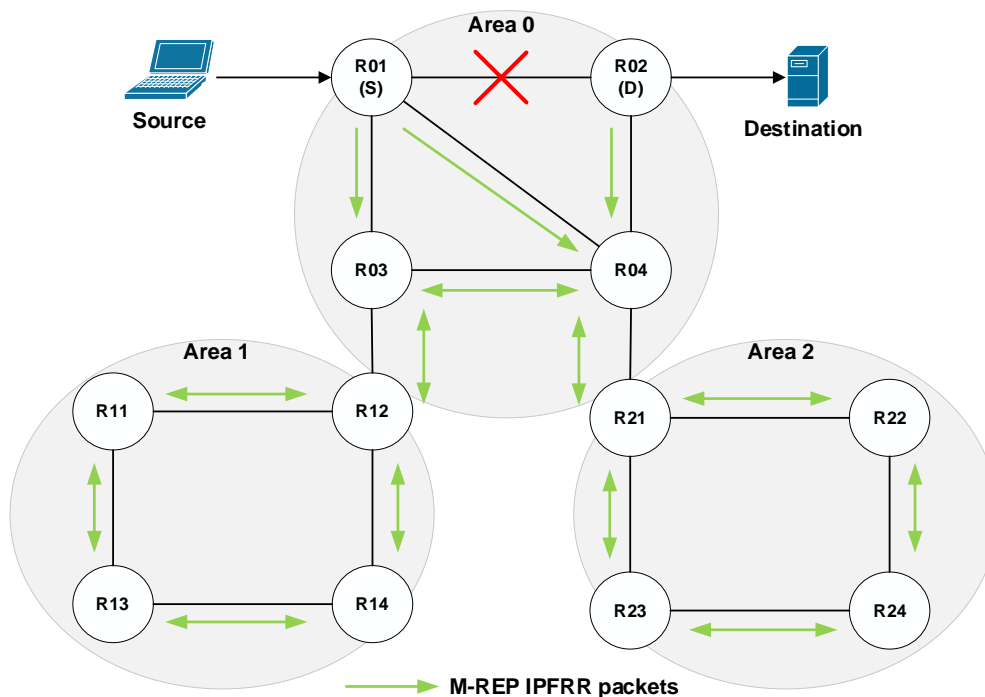 Area 0
R01
(S)
R02
(D)
Source
Destination
R03
R04
Area 1
Area 2
R11
R12
R21
R22
R13
R14
R23
R24
M-REP IPFRR packets